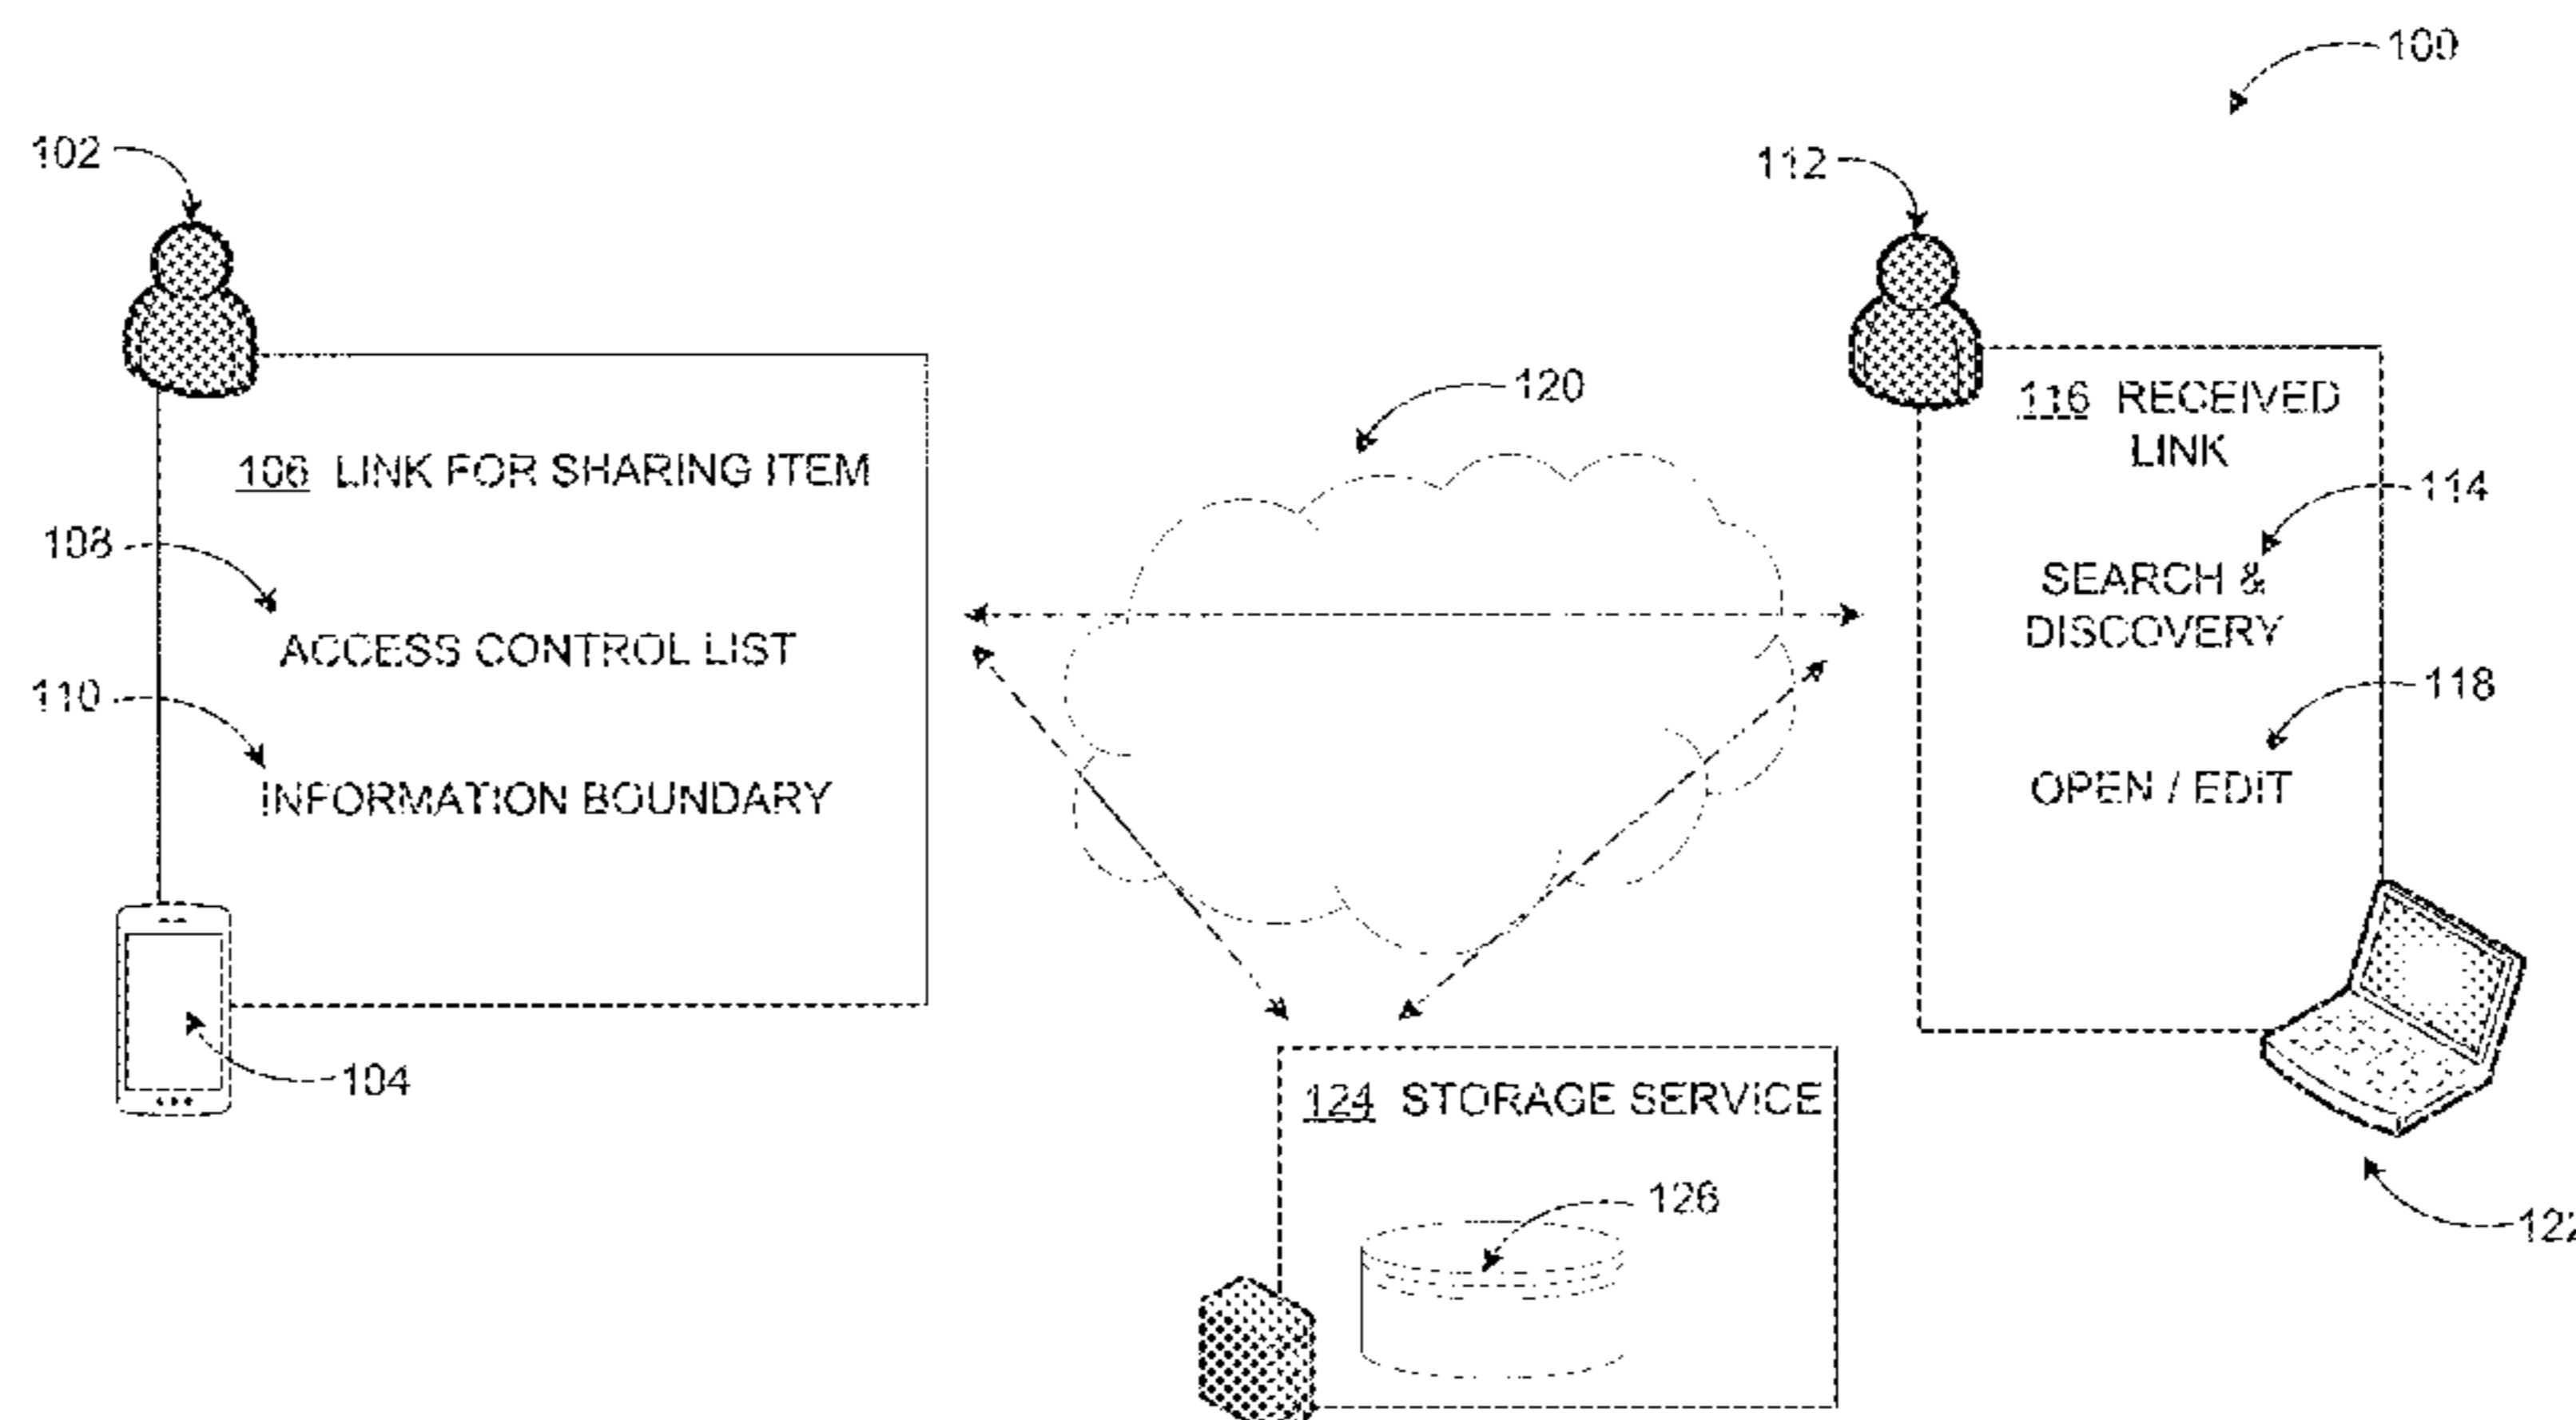 100
102
112
120
116 RECEIVED
LINK
106 LINK FOR SHARING ITEM
114
108
SEARCH &
DISCOVERY
ACCESS CONTROL LIST
110
118
INFORMATION BOUNDARY
OPEN / EDIT
104
124 STORAGE SERVICE
126
122